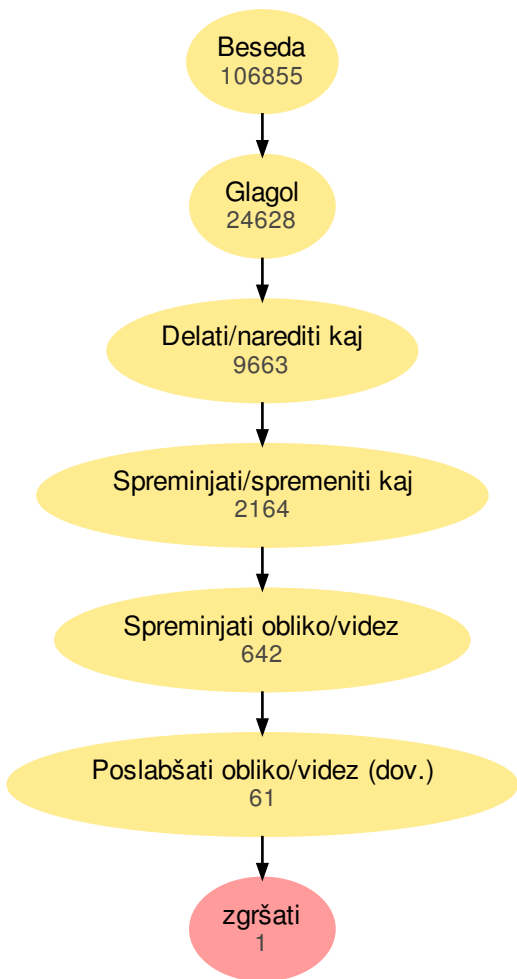 Beseda
106855
Glagol
24628
Delati/narediti kaj
9663
Spreminjati/spremeniti kaj
2164
Spreminjati obliko/videz
642
Poslabšati obliko/videz (dov.)
61
zgršati
1